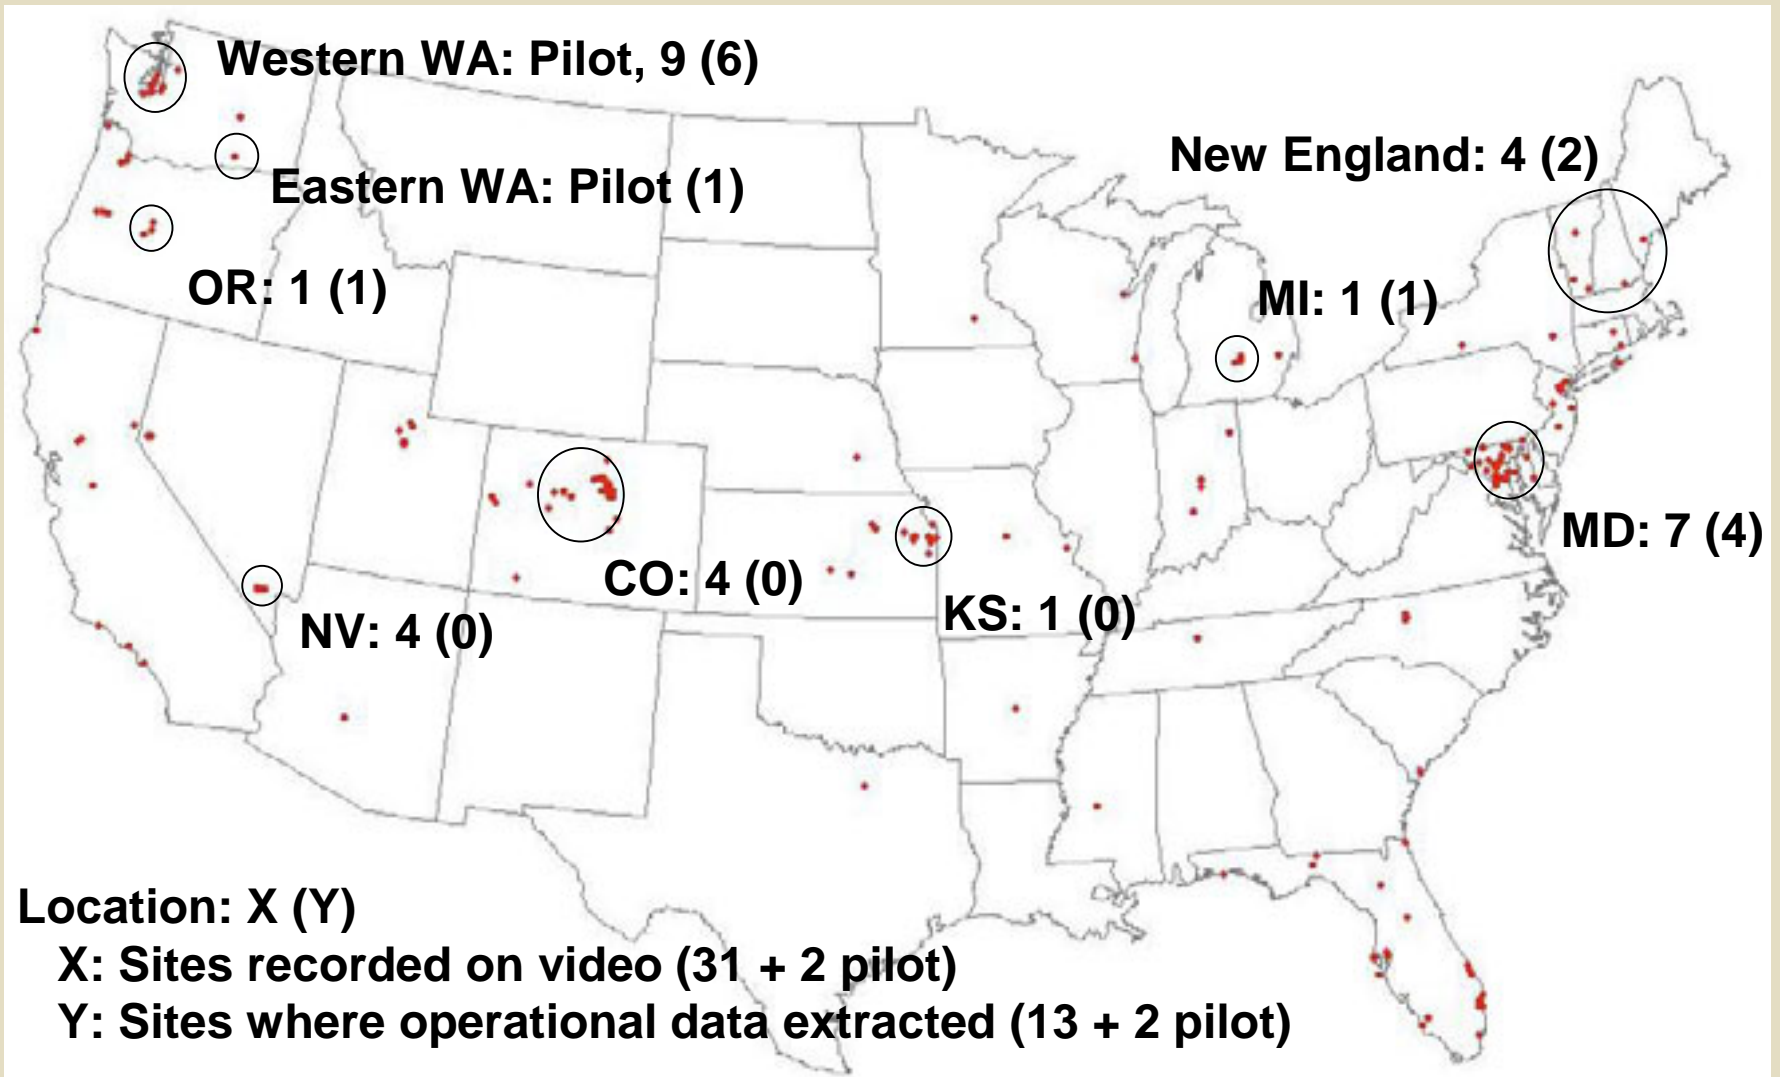 Western WA: Pilot, 9 (6)
New England: 4 (2)
Eastern WA: Pilot (1)
OR: 1 (1)
MI: 1 (1)
MD: 7 (4)
CO: 4 (0)
KS: 1 (0)
NV: 4 (0)
Location: X (Y)
X: Sites recorded on video (31 + 2 pilot)
Y: Sites where operational data extracted (13 + 2 pilot)